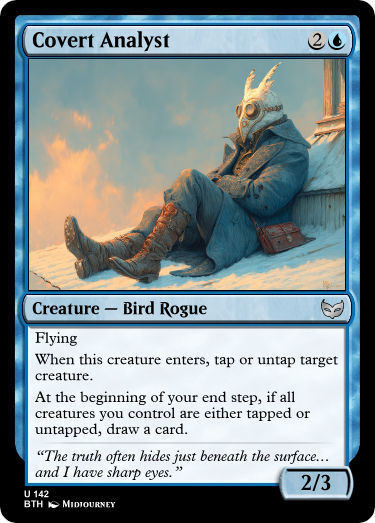 Covert Analyst 2
Creature — Bird Rogue
Flying
When this creature enters, tap or untap target
creature.
At the beginning of your end step, if all
creatures you control are either tapped or
untapped, draw a card.
“The truth often hides just beneath the surface…
and I have sharp eyes.”
2/3
U 142
BTH Midjourney